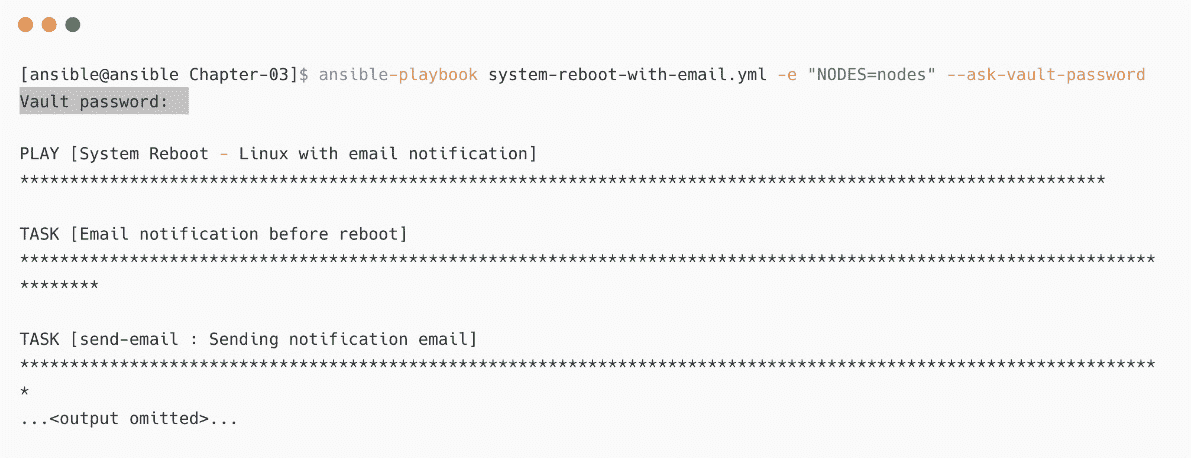 [ansible@ansible Chapter-03]$ ansible-playbook system-reboot-with-email.yml -e "NODES=nodes" --ask-vault-password
Vault password:
PLAY [System Reboot - Linux with email notification]
*************************************************************************************************************
TASK [Email notification before reboot]
******************************************************************************************************************
********
TASK [send-email : Sending notification email]
******************************************************************************************************************
*
...<output omitted>...